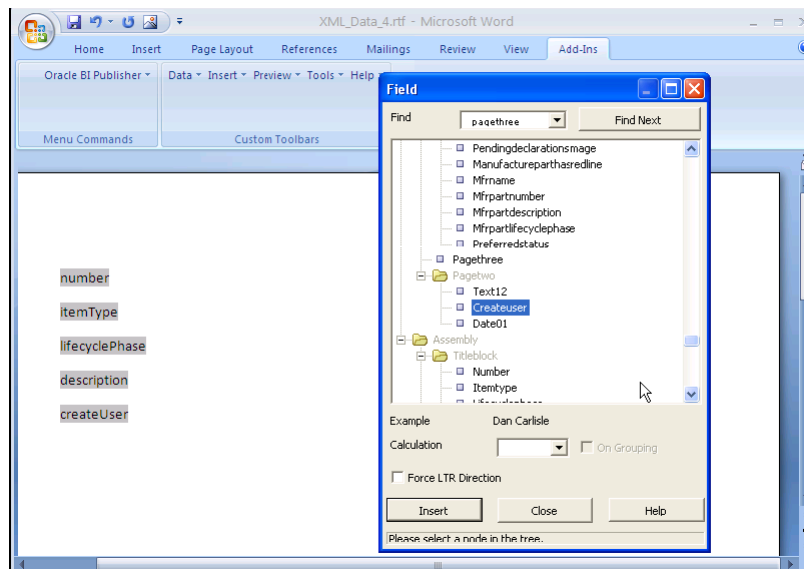 XML_Data_4.rtf - Microsoft Word
Home Insert Page Layout References Mailings Review View Add-Ins
Oracle BI Publisher Data Insert Preview Tools Help
Menu Commands Custom Toolbars
Field
Find pagethree Find Next
Pendingdeclarationsmage
Manufactureparthasredline
Mfrname
Mfrpartnumber
Mfrpartdescription
Mfrpartlifecyclephase
Preferredstatus
Pagethree
Pagetwo
Text12
Createuser
Date01
Assembly
Titleblock
Number
Itemtype
Lifecyclephase
number
itemType
lifecyclePhase
description
createUser
Example Dan Carlisle
Calculation On Grouping
Force LTR Direction
Insert Close Help
Please select a node in the tree.